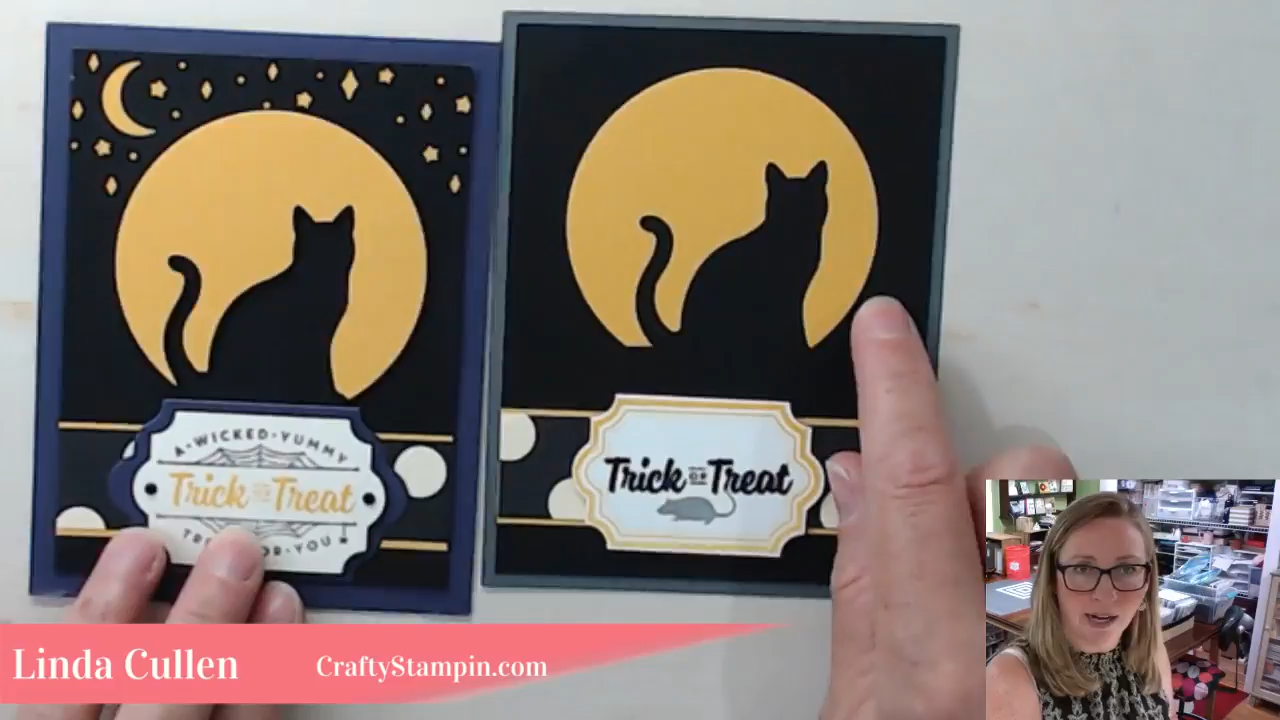 A·WICKED·YUMMY
Trick OR Treat
TREAT·FOR·YOU
Trick OR Treat
Linda Cullen
CraftyStampin.com